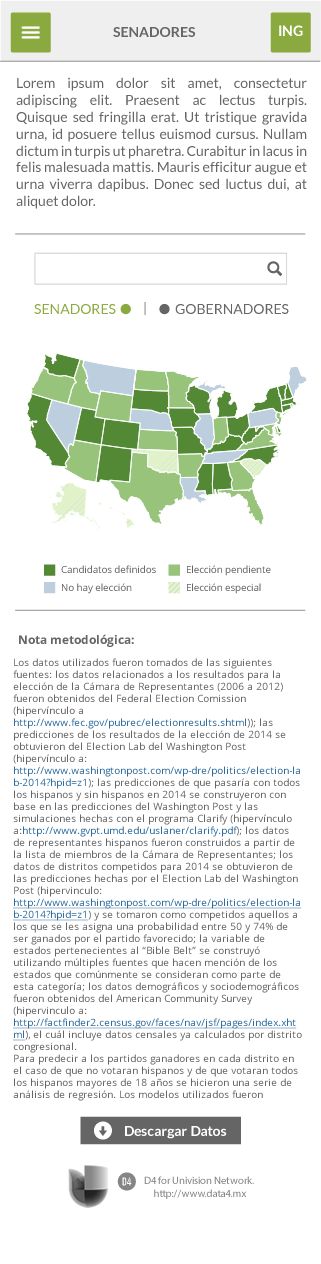 SENADORES
ING
Lorem ipsum dolor sit amet, consectetur
adipiscing elit. Praesent ac lectus turpis.
Quisque sed fringilla erat. Ut tristique gravida
urna, id posuere tellus euismod cursus. Nullam
dictum in turpis ut pharetra. Curabitur in lacus in
felis malesuada mattis. Mauris efficitur augue et
urna viverra dapibus. Donec sed luctus dui, at
aliquet dolor.
SENADORES | GOBERNADORES
Candidatos definidos
Elección pendiente
No hay elección
Elección especial
Nota metodológica:
Los datos utilizados fueron tomados de las siguientes
fuentes: los datos relacionados a los resultados para la
elección de la Cámara de Representantes (2006 a 2012)
fueron obtenidos del Federal Election Comission
(hipervínculo a
http://www.fec.gov/pubrec/electionresults.shtml)); las
predicciones de los resultados de la elección de 2014 se
obtuvieron del Election Lab del Washington Post
(hipervínculo a:
http://www.washingtonpost.com/wp-dre/politics/election-la
b-2014?hpid=z1); las predicciones de que pasaría con todos
los hispanos y sin hispanos en 2014 se construyeron con
base en las predicciones del Washington Post y las
simulaciones hechas con el programa Clarify (hipervínculo
a:http://www.gvpt.umd.edu/uslaner/clarify.pdf); los datos
de representantes hispanos fueron construidos a partir de
la lista de miembros de la Cámara de Representantes; los
datos de distritos competidos para 2014 se obtuvieron de
las predicciones hechas por el Election Lab del Washington
Post (hipervinculo:
http://www.washingtonpost.com/wp-dre/politics/election-la
b-2014?hpid=z1) y se tomaron como competidos aquellos a
los que se les asigna una probabilidad entre 50 y 74% de
ser ganados por el partido favorecido; la variable de
estados pertenecientes al “Bible Belt” se construyó
utilizando múltiples fuentes que hacen mención de los
estados que comúnmente se consideran como parte de
esta categoría; los datos demográficos y sociodemográficos
fueron obtenidos del American Community Survey
(hipervinculo a:
http://factfinder2.census.gov/faces/nav/jsf/pages/index.xht
ml), el cuál incluye datos censales ya calculados por distrito
congresional.
Para predecir a los partidos ganadores en cada distrito en
el caso de que no votaran hispanos y de que votaran todos
los hispanos mayores de 18 años se hicieron una serie de
análisis de regresión. Los modelos utilizados fueron
Descargar Datos
D4
D4 for Univision Network.
http://www.data4.mx